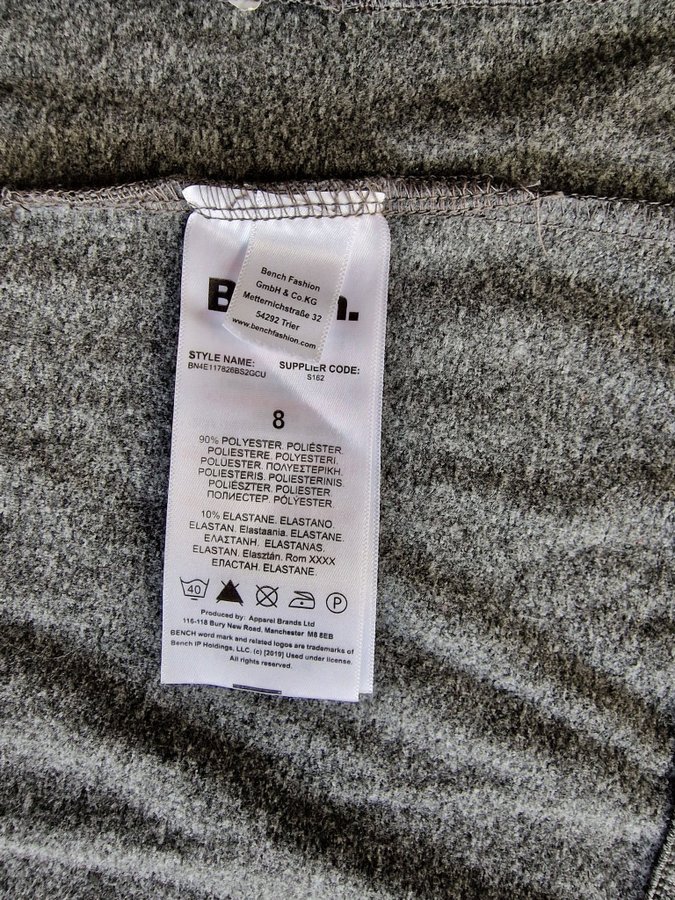 Bench Fashion
GmbH & Co.KG
Metternichstraße 32
54292 Trier
www.benchfashion.com
STYLE NAME:
BN4E117826BS2GCU
SUPPLIER CODE:
S162
8
90% POLYESTER. POLIÉSTER.
POLIESTERE. POLYESTERI.
POLÜESTER. ΠΟΛΥΕΣΤΕΡΙΚΗ.
POLIESTERIS. POLIESTERINIS.
POLIÉSZTER. POLIESTER.
ПОЛИЕСТЕР. PÓLÝESTER.
10% ELASTANE. ELASTANO
ELASTAN. Elastaania. ELASTANE.
ΕΛΑΣΤΑΝΗ. ELASTANAS.
ELASTAN. Elasztán. Rom XXXX
ЕЛАСТАН. ELASTANE.
40
P
Produced by: Apparel Brands Ltd
116-118 Bury New Road, Manchester M8 8EB
BENCH word mark and related logos are trademarks of
Bench IP Holdings, LLC. (c) [2019] Used under license.
All rights reserved.